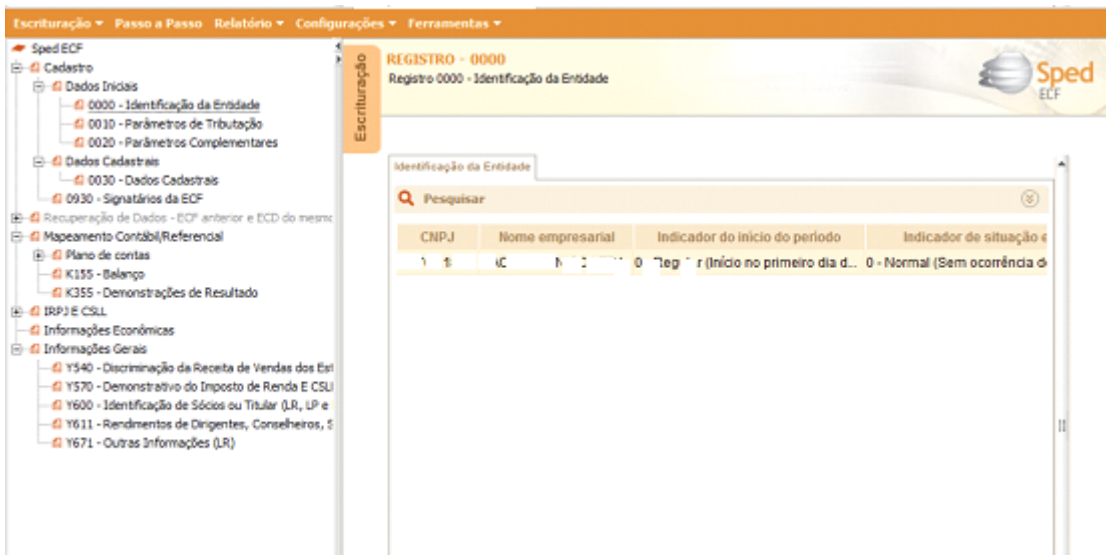 Escrituração Passo a Passo Relatório Configurações Ferramentas
Sped ECF
Cadastro
Dados Iniciais
0000 - Identificação da Entidade
0010 - Parâmetros de Tributação
0020 - Parâmetros Complementares
Dados Cadastrais
0030 - Dados Cadastrais
0930 - Signatários da ECF
Recuperação de Dados - ECF anterior e ECD do mesmo
Mapeamento Contábil/Referencial
Plano de contas
K155 - Balanço
K355 - Demonstrações de Resultado
IRPJ E CSLL
Informações Econômicas
Informações Gerais
Y540 - Discriminação da Receita de Vendas dos Est
Y570 - Demonstrativo do Imposto de Renda E CSLL
Y600 - Identificação de Sócios ou Titular (LR, LP e
Y611 - Rendimentos de Dirigentes, Conselheiros, S
Y671 - Outras Informações (LR)
Escrituração
REGISTRO - 0000
Registro 0000 - Identificação da Entidade
Sped
ECF
Identificação da Entidade
Pesquisar
CNPJ Nome empresarial Indicador do início do período Indicador de situação e
0 (Início no primeiro dia d... 0 - Normal (Sem ocorrência de